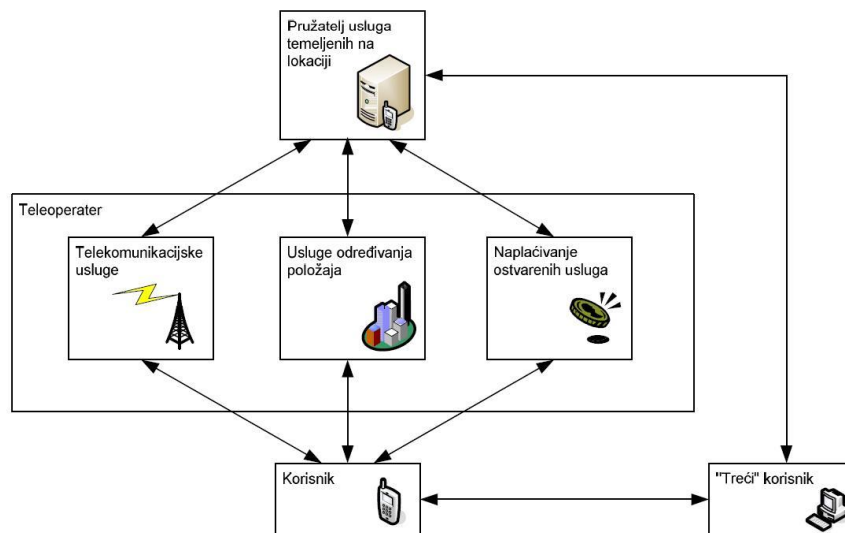 Pružatelj usluga
temeljenih na
lokaciji
Teleoperater
Telekomunikacijske
usluge
Usluge određivanja
položaja
Naplaćivanje
ostvarenih usluga
Korisnik
"Treći" korisnik